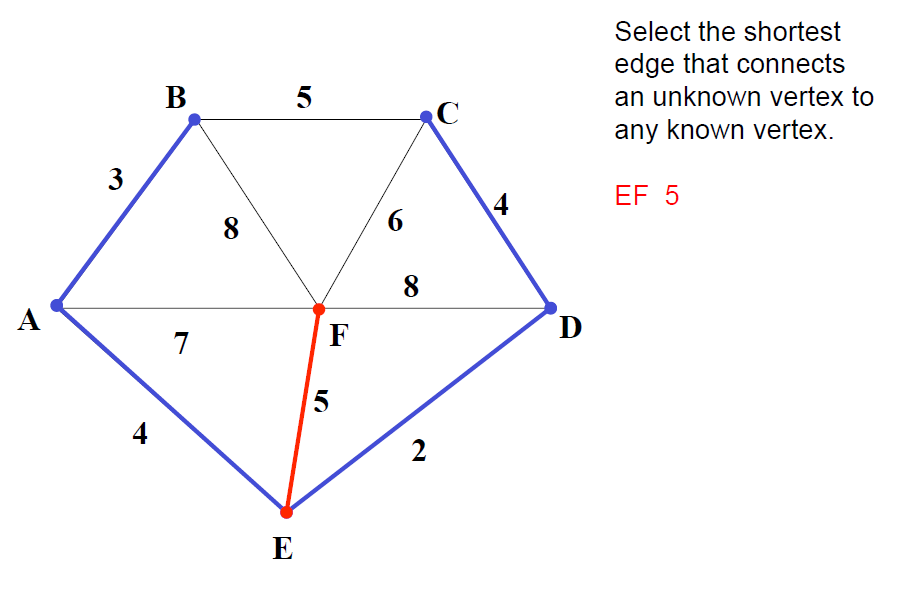 Select the shortest
edge that connects
an unknown vertex to
any known vertex.
EF 5
B 5 C
3
8 6 4
8
A 7 F D
4 5 2
E